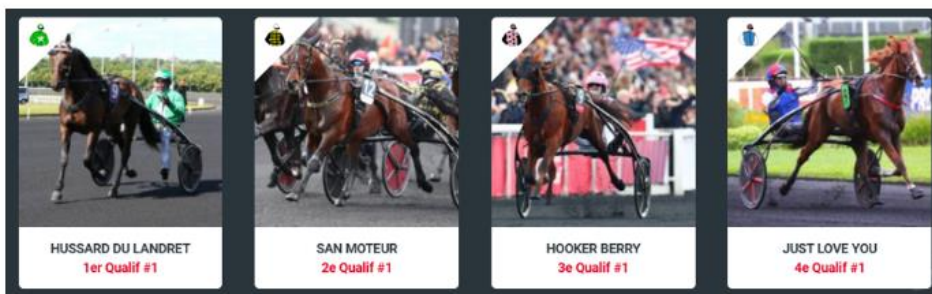 HUSSARD DU LANDRET
1er Qualif #1
SAN MOTEUR
2e Qualif #1
HOOKER BERRY
3e Qualif #1
JUST LOVE YOU
4e Qualif #1